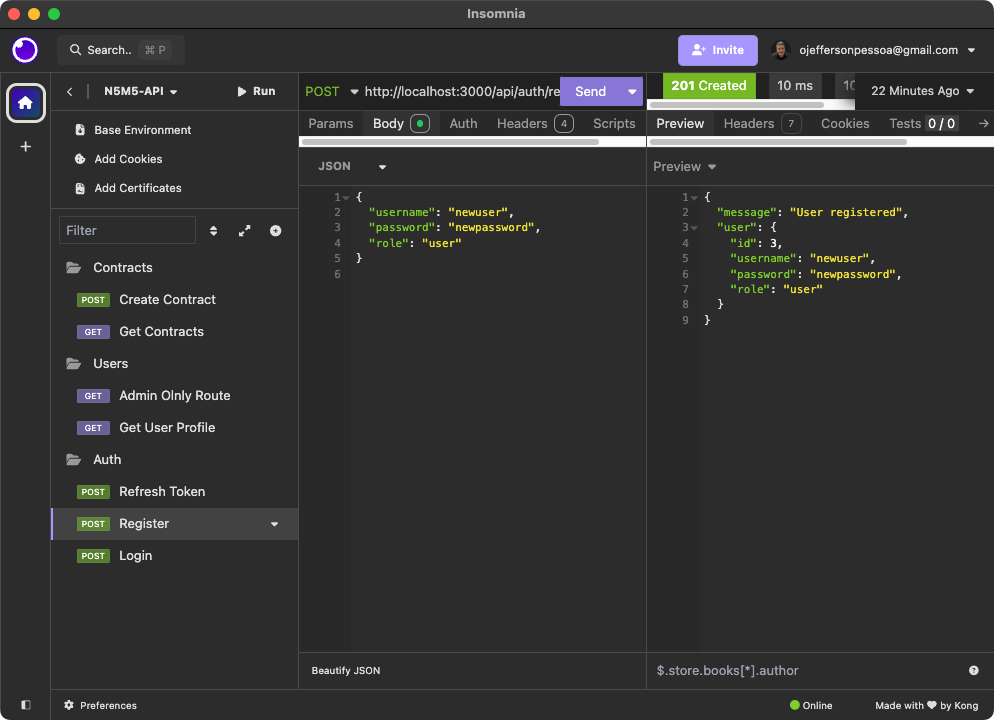 Insomnia
Search.. ⌘ P
Invite
ojeffersonpessoa@gmail.com
N5M5-API
Run
POST http://localhost:3000/api/auth/re Send
201 Created 10 ms 10 22 Minutes Ago
Base Environment
Add Cookies
Add Certificates
Filter
Contracts
POST Create Contract
GET Get Contracts
Users
GET Admin Olnly Route
GET Get User Profile
Auth
POST Refresh Token
POST Register
POST Login
Params Body Auth Headers 4 Scripts
JSON
1 {
2 "username": "newuser",
3 "password": "newpassword",
4 "role": "user"
5 }
6
Beautify JSON
Preview Headers 7 Cookies Tests 0 / 0
Preview
1 {
2 "message": "User registered",
3 "user": {
4 "id": 3,
5 "username": "newuser",
6 "password": "newpassword",
7 "role": "user"
8 }
9 }
$.store.books[*].author
Preferences
Online
Made with ♥ by Kong